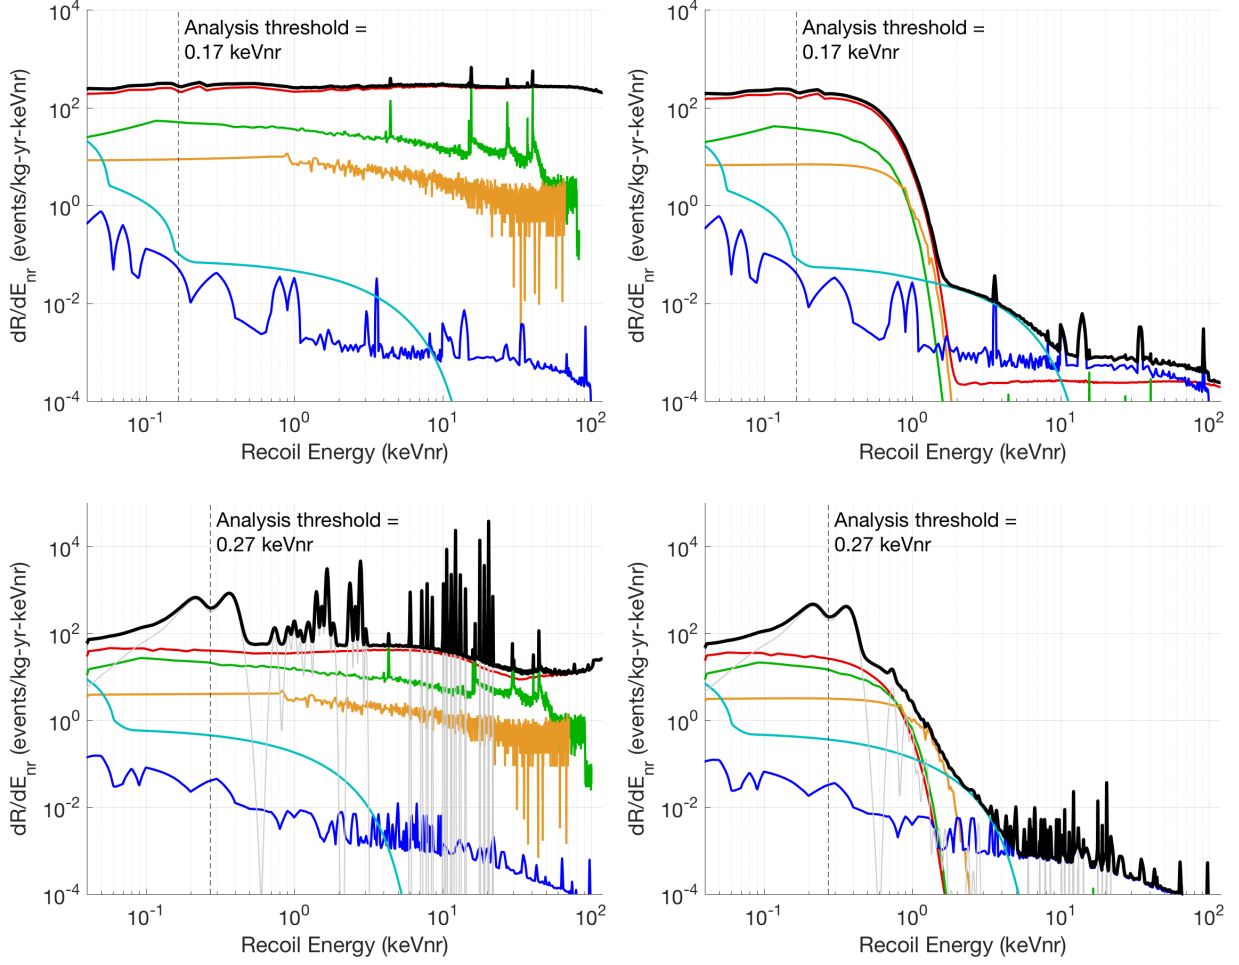 Analysis threshold =
0.17 keVnr
10^4
10^2
10^0
10^-2
10^-4
dR/dE_nr (events/kg-yr-keVnr)
10^-1
10^0
10^1
10^2
Recoil Energy (keVnr)
Analysis threshold =
0.17 keVnr
10^4
10^2
10^0
10^-2
10^-4
dR/dE_nr (events/kg-yr-keVnr)
10^-1
10^0
10^1
10^2
Recoil Energy (keVnr)
Analysis threshold =
0.27 keVnr
10^4
10^2
10^0
10^-2
10^-4
dR/dE_nr (events/kg-yr-keVnr)
10^-1
10^0
10^1
10^2
Recoil Energy (keVnr)
Analysis threshold =
0.27 keVnr
10^4
10^2
10^0
10^-2
10^-4
dR/dE_nr (events/kg-yr-keVnr)
10^-1
10^0
10^1
10^2
Recoil Energy (keVnr)